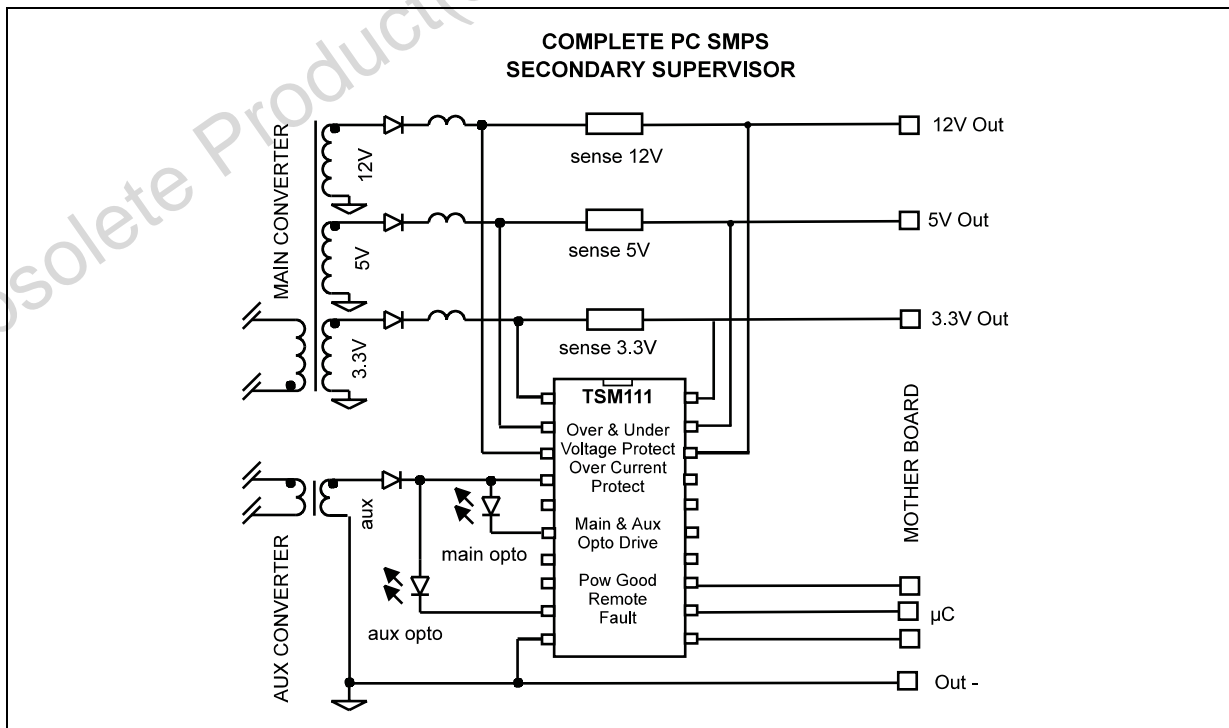 COMPLETE PC SMPS
SECONDARY SUPERVISOR
MAIN CONVERTER
12V
sense 12V
12V Out
5V
sense 5V
5V Out
3.3V
sense 3.3V
3.3V Out
TSM111
Over & Under
Voltage Protect
Over Current
Protect
Main & Aux
Opto Drive
Pow Good
Remote
Fault
MOTHER BOARD
AUX CONVERTER
aux
main opto
aux opto
µC
Out -